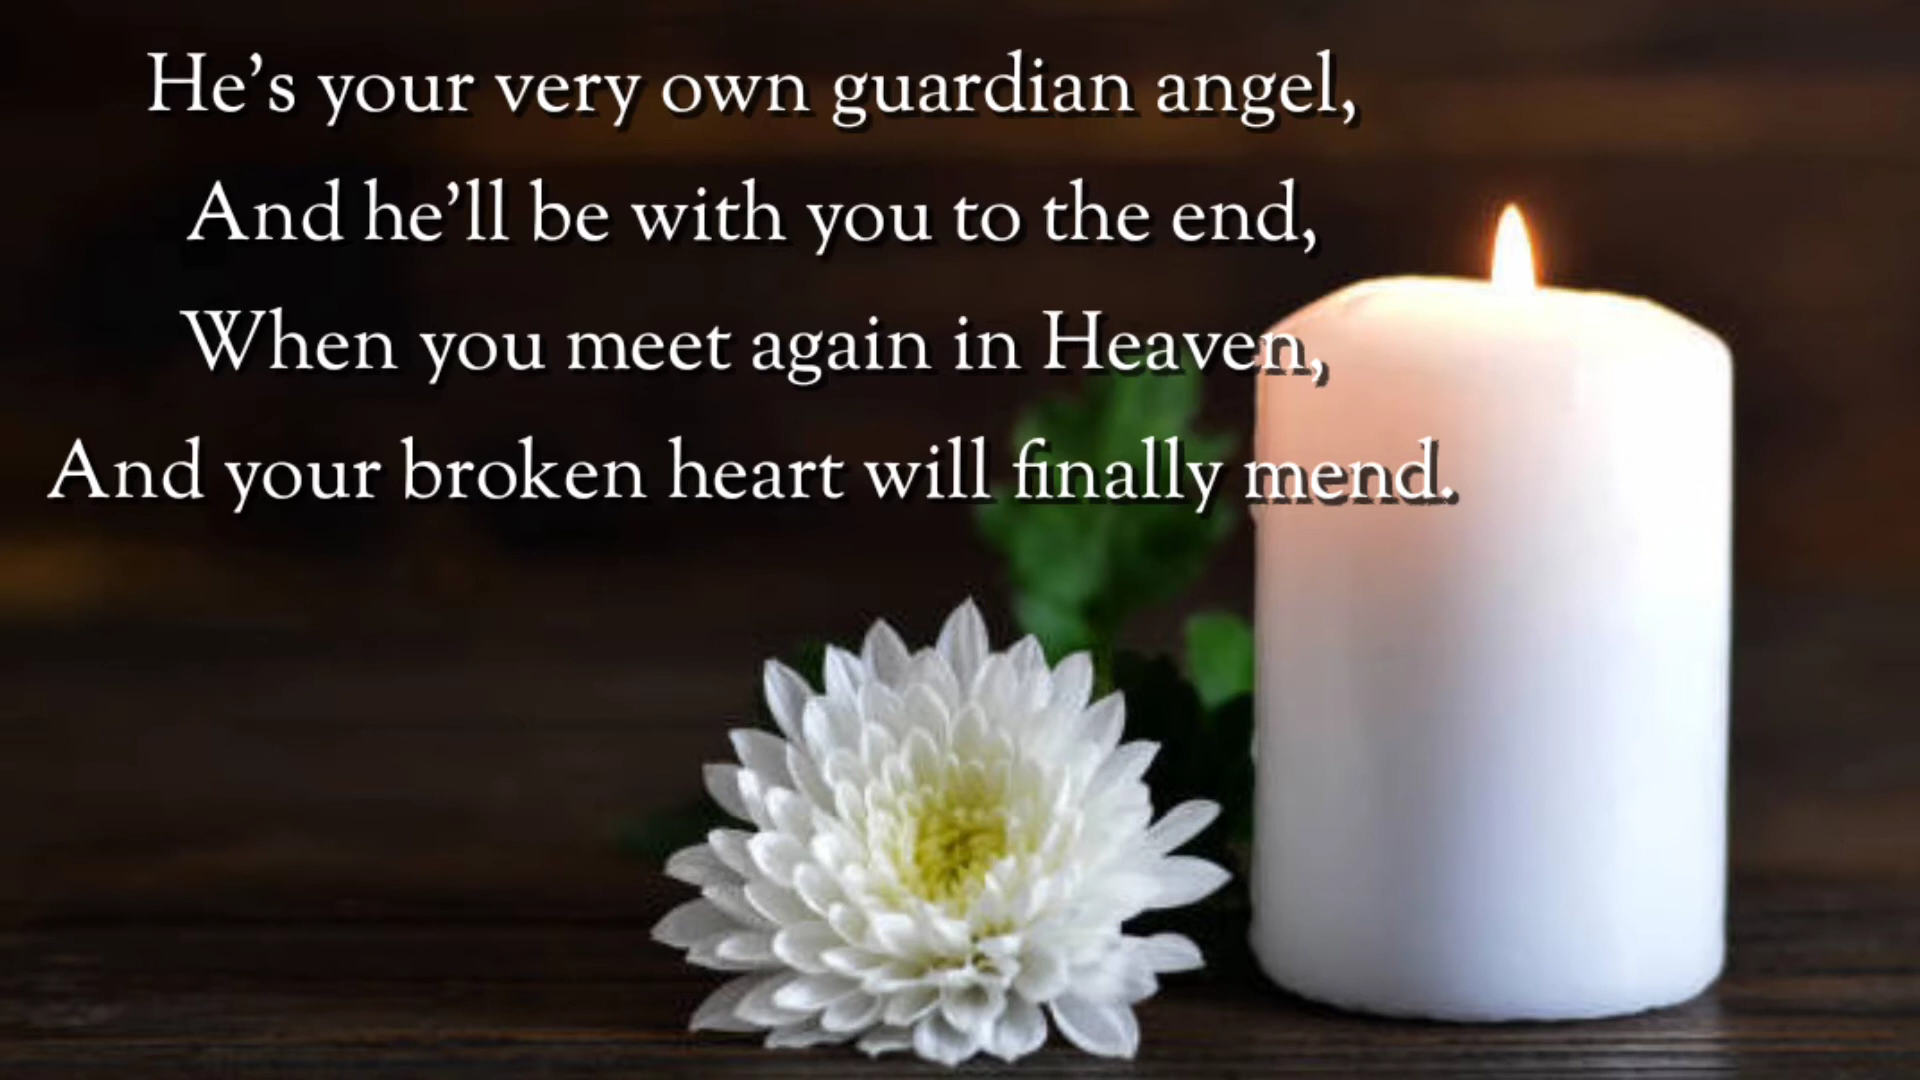 He’s your very own guardian angel,
And he’ll be with you to the end,
When you meet again in Heaven,
And your broken heart will finally mend.